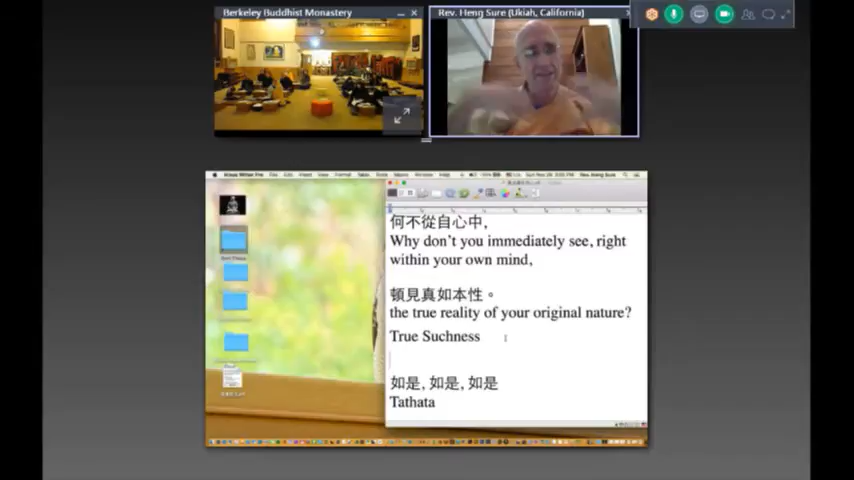 Berkeley Buddhist Monastery
Rev. Heng Sure (Ukiah, California)
何不從自心中,
Why don't you immediately see, right
within your own mind,
頓見真如本性。
the true reality of your original nature?
True Suchness
如是, 如是, 如是
Tathata